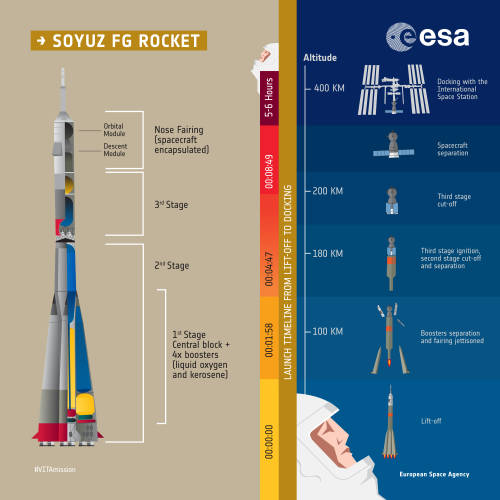 → SOYUZ FG ROCKET
Orbital
Module
Descent
Module
Nose Fairing
(spacecraft
encapsulated)
3rd Stage
2nd Stage
1st Stage
Central block +
4x boosters
(liquid oxygen
and kerosene)
#VITAmission
5-6 Hours
00:08:49
00:04:47
00:01:58
00:00:00
LAUNCH TIMELINE FROM LIFT-OFF TO DOCKING
esa
Altitude
400 KM
200 KM
180 KM
100 KM
Docking with the
International
Space Station
Spacecraft
separation
Third stage
cut-off
Third stage ignition,
second stage cut-off
and separation
Boosters separation
and fairing jettisoned
Lift-off
European Space Agency